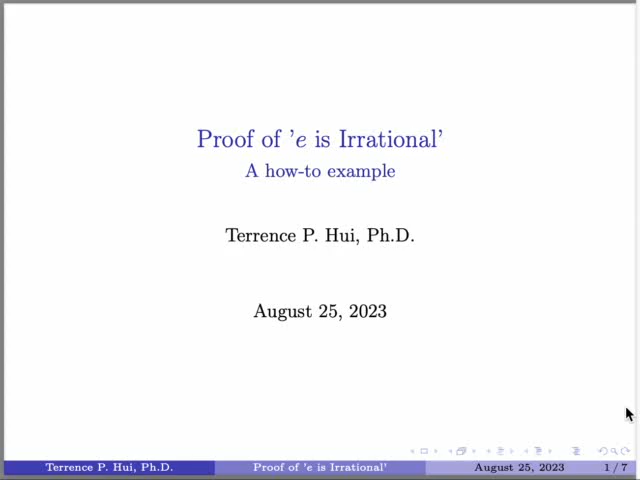 Proof of 'e is Irrational'
A how-to example
Terrence P. Hui, Ph.D.
August 25, 2023
Terrence P. Hui, Ph.D. Proof of 'e is Irrational' August 25, 2023 1 / 7